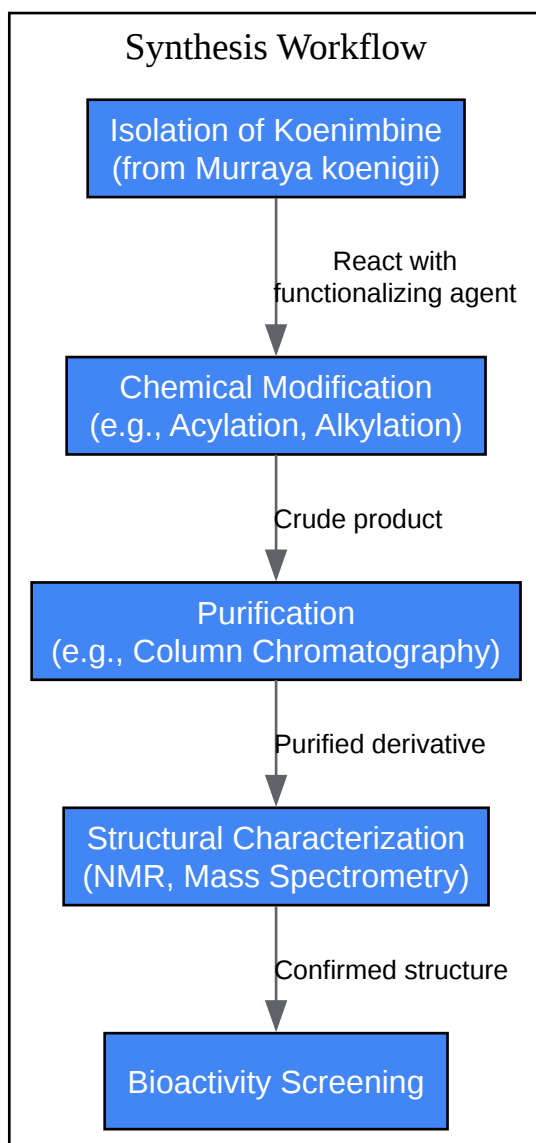 Synthesis Workflow
Isolation of Koenimbine
(from Murraya koenigii)
React with
functionalizing agent
Chemical Modification
(e.g., Acylation, Alkylation)
Crude product
Purification
(e.g., Column Chromatography)
Purified derivative
Structural Characterization
(NMR, Mass Spectrometry)
Confirmed structure
Bioactivity Screening